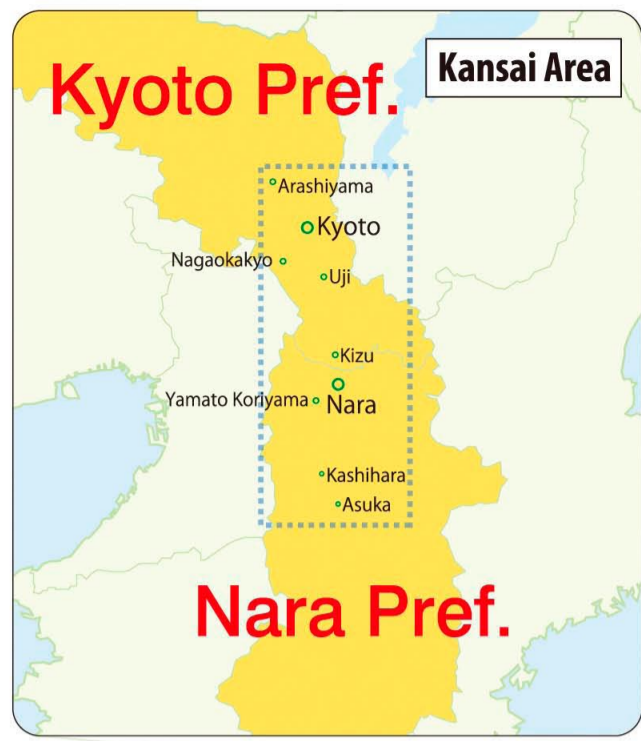 Kansai Area
Kyoto Pref.
Arashiyama
Kyoto
Nagaokakyo
Uji
Kizu
Yamato Koriyama
Nara
Kashihara
Asuka
Nara Pref.